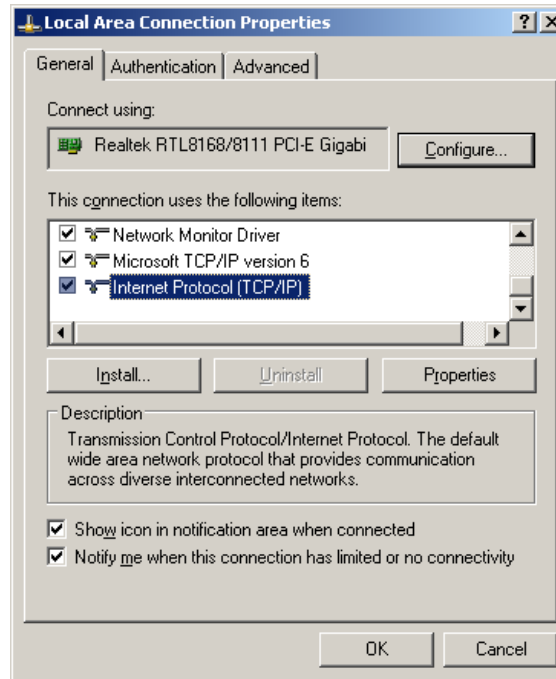 Local Area Connection Properties
General Authentication Advanced
Connect using:
Realtek RTL8168/8111 PCI-E Gigabi Configure...
This connection uses the following items:
Network Monitor Driver
Microsoft TCP/IP version 6
Internet Protocol (TCP/IP)
Install... Uninstall Properties
Description
Transmission Control Protocol/Internet Protocol. The default
wide area network protocol that provides communication
across diverse interconnected networks.
Show icon in notification area when connected
Notify me when this connection has limited or no connectivity
OK Cancel